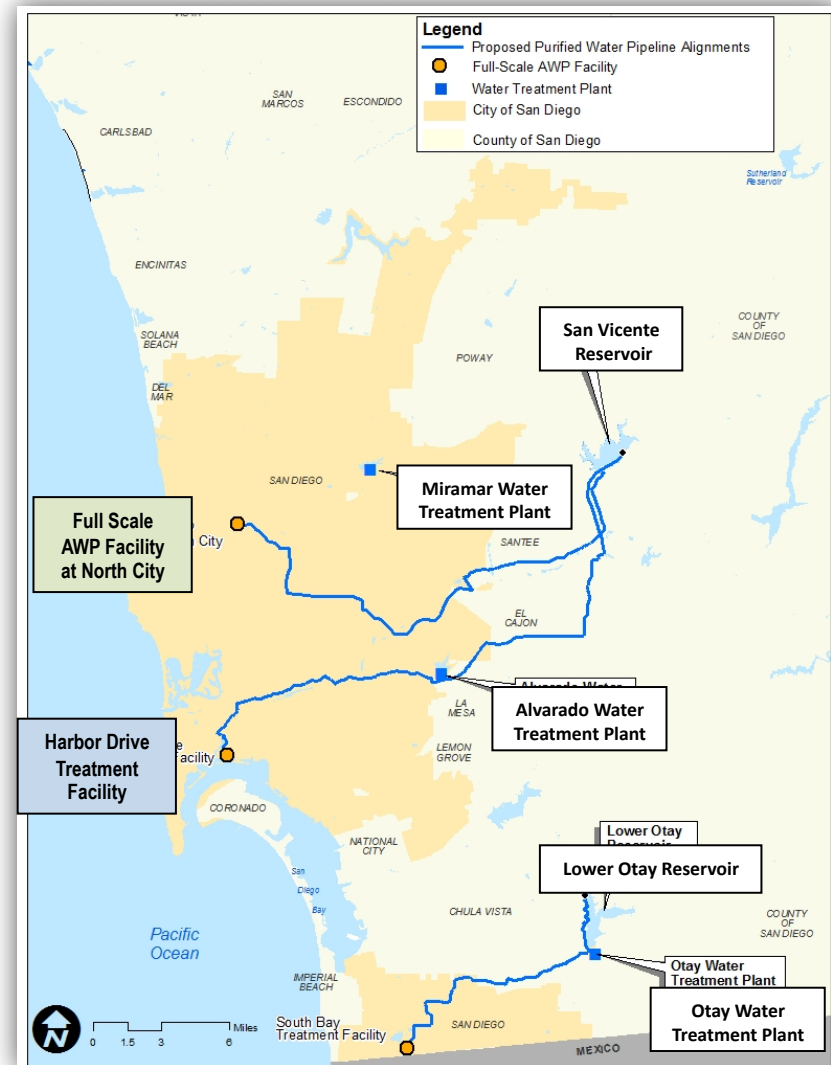 Legend
Proposed Purified Water Pipeline Alignments
Full-Scale AWP Facility
Water Treatment Plant
City of San Diego
County of San Diego
SAN
MARCOS
ESCONDIDO
CARLSBAD
Sutherland
Reservoir
ENCINITAS
SOLANA
BEACH
COUNTY
OF
SAN DIEGO
San Vicente
Reservoir
POWAY
DEL
MAR
SAN DIEGO
Miramar Water
Treatment Plant
Full Scale
AWP Facility
at North City
City
SANTEE
EL
CAJON
Alvarado Water
Alvarado Water
Treatment Plant
LA
MESA
LEMON
GROVE
Harbor Drive
Treatment
Facility
Facility
CORONADO
NATIONAL
CITY
Lower Otay
Reservoir
Lower Otay Reservoir
San
Diego
Bay
CHULA VISTA
COUNTY
OF
SAN DIEGO
Pacific
Ocean
IMPERIAL
BEACH
Otay Water
Treatment Plant
Otay Water
Treatment Plant
South Bay
Treatment Facility
SAN DIEGO
MEXICO
N
Miles
0 1.5 3 6